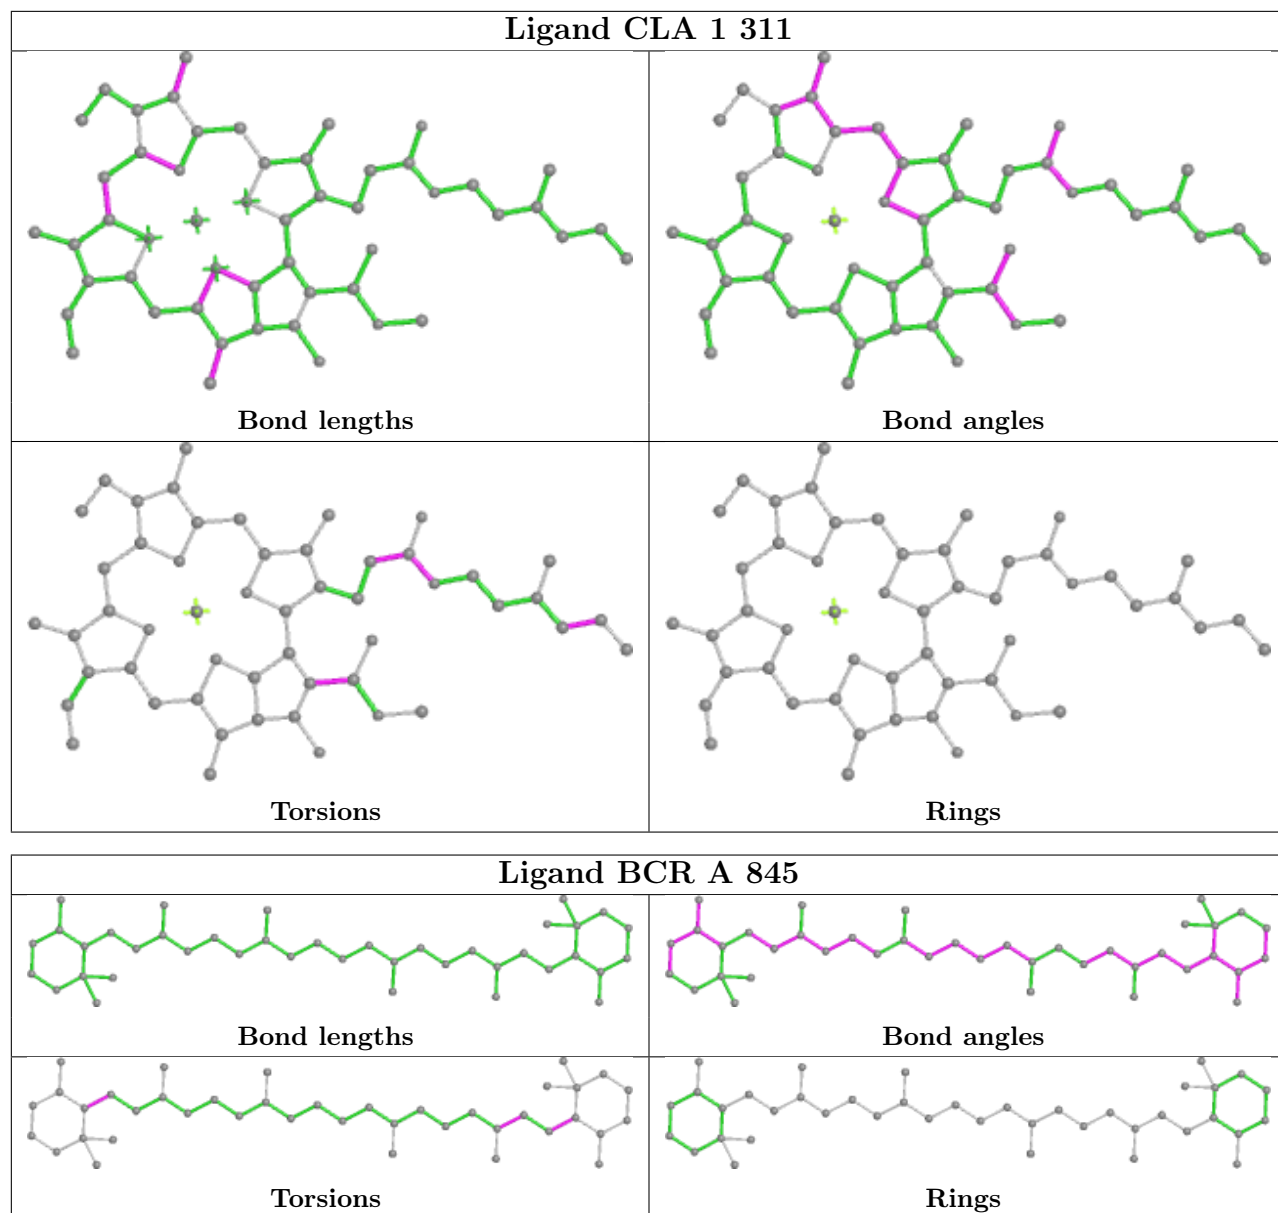 Ligand CLA 1 311
Bond lengths
Bond angles
Torsions
Rings
Ligand BCR A 845
Bond lengths
Bond angles
Torsions
Rings